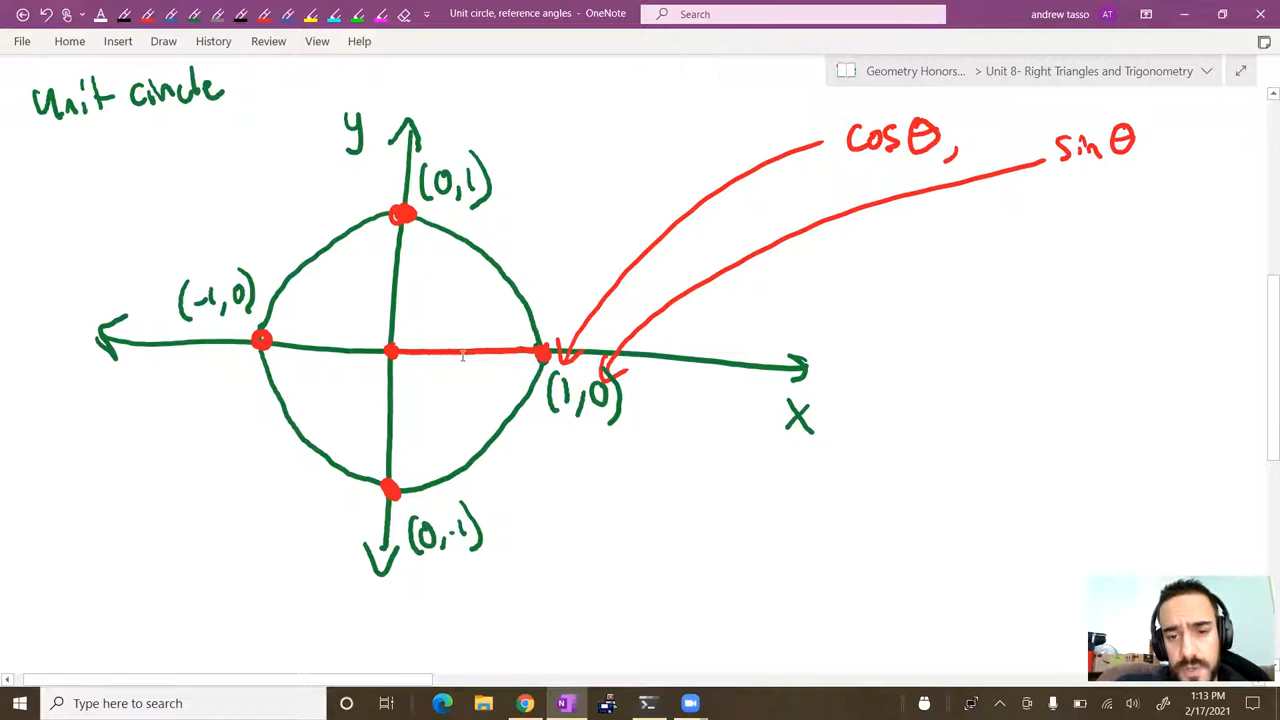 Unit circle, reference angles - OneNote
Search
andrew tasso
AT
File Home Insert Draw History Review View Help
Geometry Honors... > Unit 8- Right Triangles and Trigonometry
Unit circle
y
cosθ, sinθ
(0,1)
(-1,0)
(1,0)
x
(0,-1)
Type here to search
1:13 PM
2/17/2021